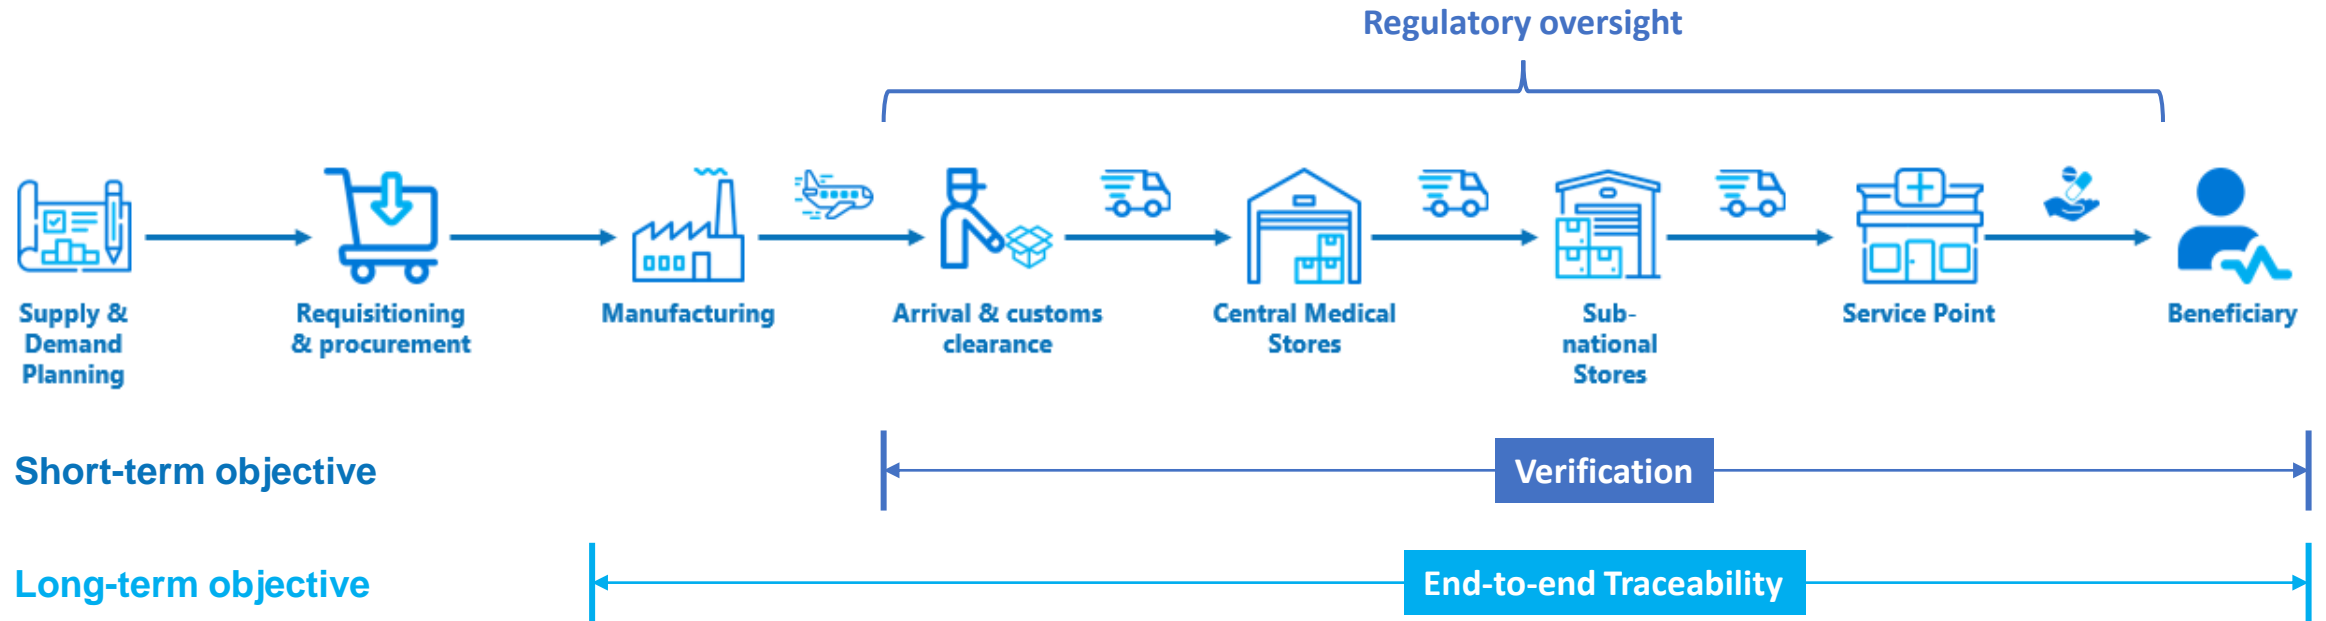 Regulatory oversight
Supply &
Demand
Planning
Requisitioning
& procurement
Manufacturing
Arrival & customs
clearance
Central Medical
Stores
Sub-
national
Stores
Service Point
Beneficiary
Short-term objective
Verification
Long-term objective
End-to-end Traceability